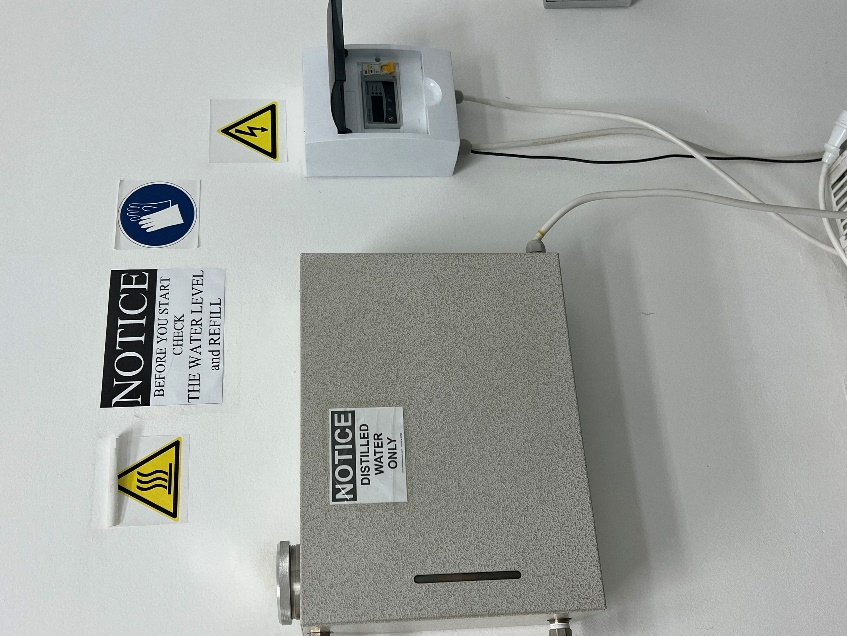 NOTICE
BEFORE YOU START
CHECK
THE WATER LEVEL
and REFILL
NOTICE
DISTILLED
WATER
ONLY